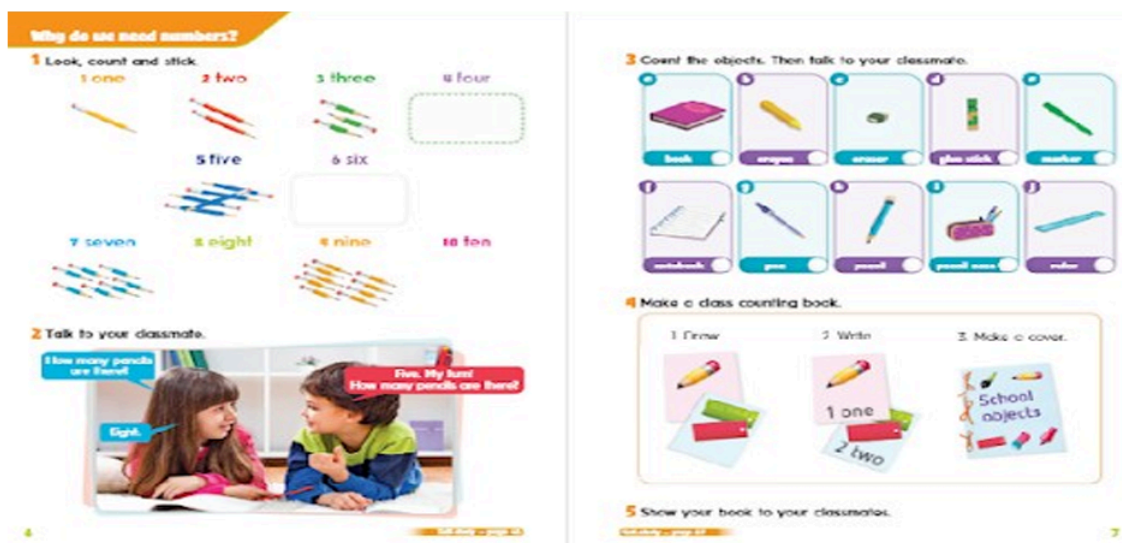 Why do we need numbers?
1 Look, count and stick.
1 one
2 two
3 three
4 four
5 five
6 six
7 seven
8 eight
9 nine
10 ten
2 Talk to your classmate.
How many pencils
are there?
Five. My turn!
How many pencils are there?
Eight.
3 Count the objects. Then talk to your classmate.
a
b
c
d
e
book
crayon
eraser
glue stick
marker
f
g
h
i
j
notebook
pen
pencil
pencil case
ruler
4 Make a class counting book.
1 Draw
2 Write
3. Make a cover.
1 one
2 two
School
objects
5 Show your book to your classmates.
7